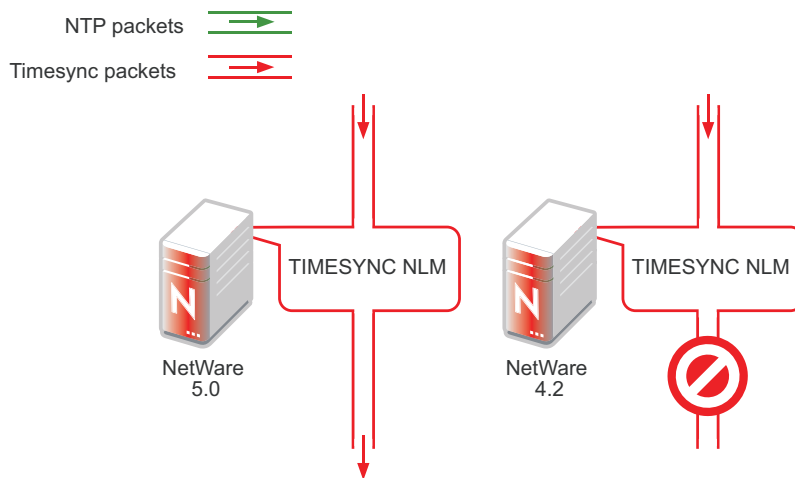 NTP packets
Timesync packets
TIMESYNC NLM
NetWare
5.0
TIMESYNC NLM
NetWare
4.2